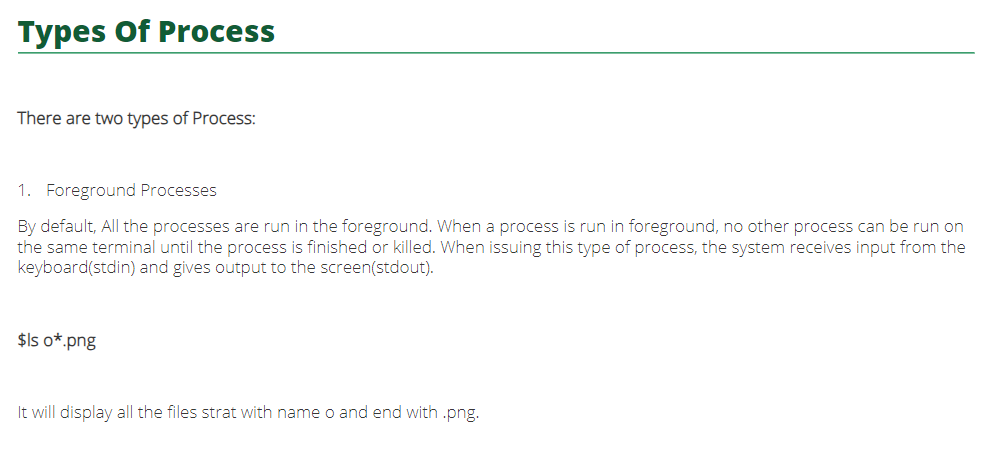 Types Of Process
There are two types of Process:
1. Foreground Processes
By default, All the processes are run in the foreground. When a process is run in foreground, no other process can be run on
the same terminal until the process is finished or killed. When issuing this type of process, the system receives input from the
keyboard(stdin) and gives output to the screen(stdout).
$ls o*.png
It will display all the files strat with name o and end with .png.